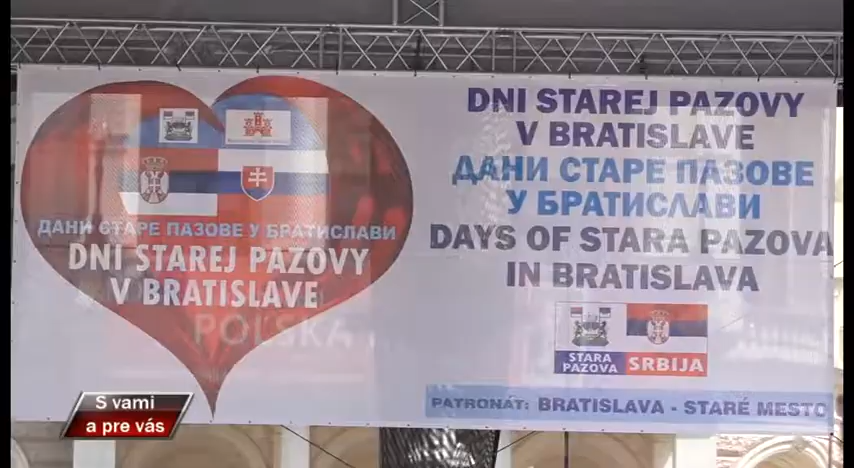 ДАНИ СТАРЕ ПАЗОВЕ У БРАТИСЛАВИ
DNI STAREJ PAZOVY
V BRATISLAVE
POLSKA
DNI STAREJ PAZOVY
V BRATISLAVE
ДАНИ СТАРЕ ПАЗОВЕ
У БРАТИСЛАВИ
DAYS OF STARA PAZOVA
IN BRATISLAVA
STARA
PAZOVA
SRBIJA
PATRONÁT: BRATISLAVA - STARÉ MESTO
S vami
a pre vás